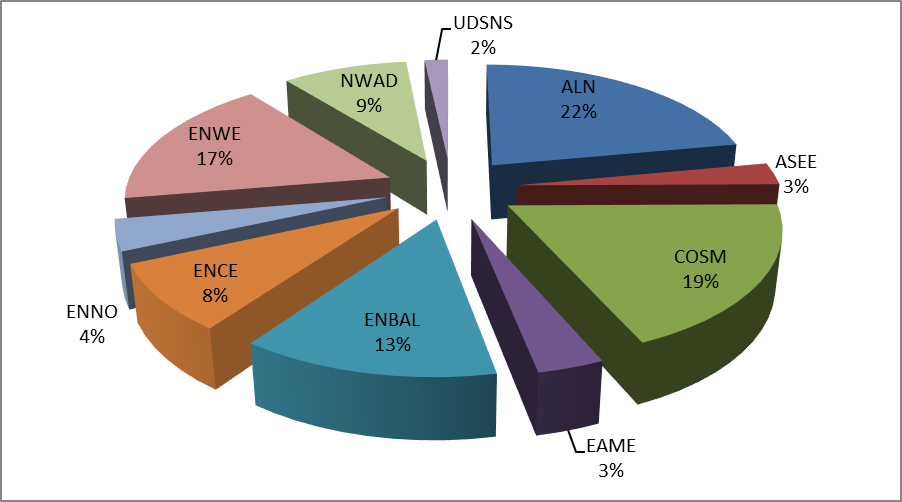 UDSNS
2%
ALN
22%
ASEE
3%
COSM
19%
EAME
3%
ENBAL
13%
ENCE
8%
ENNO
4%
ENWE
17%
NWAD
9%